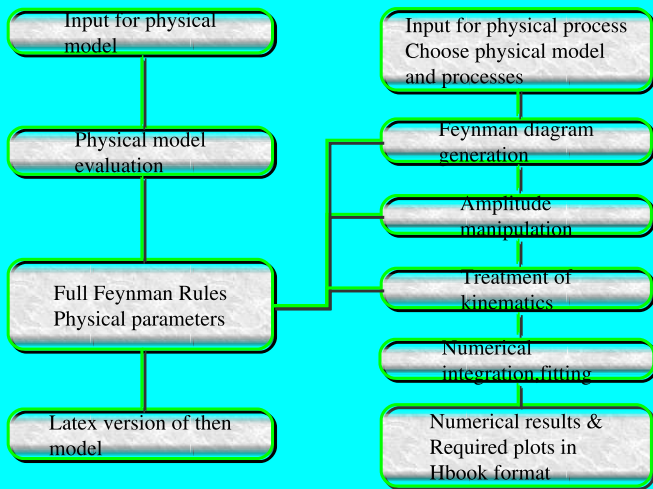 Input for physical
model
Physical model
evaluation
Full Feynman Rules
Physical parameters
Latex version of then
model
Input for physical process
Choose physical model
and processes
Feynman diagram
generation
Amplitude
manipulation
Treatment of
kinematics
Numerical
integration,fitting
Numerical results &
Required plots in
Hbook format